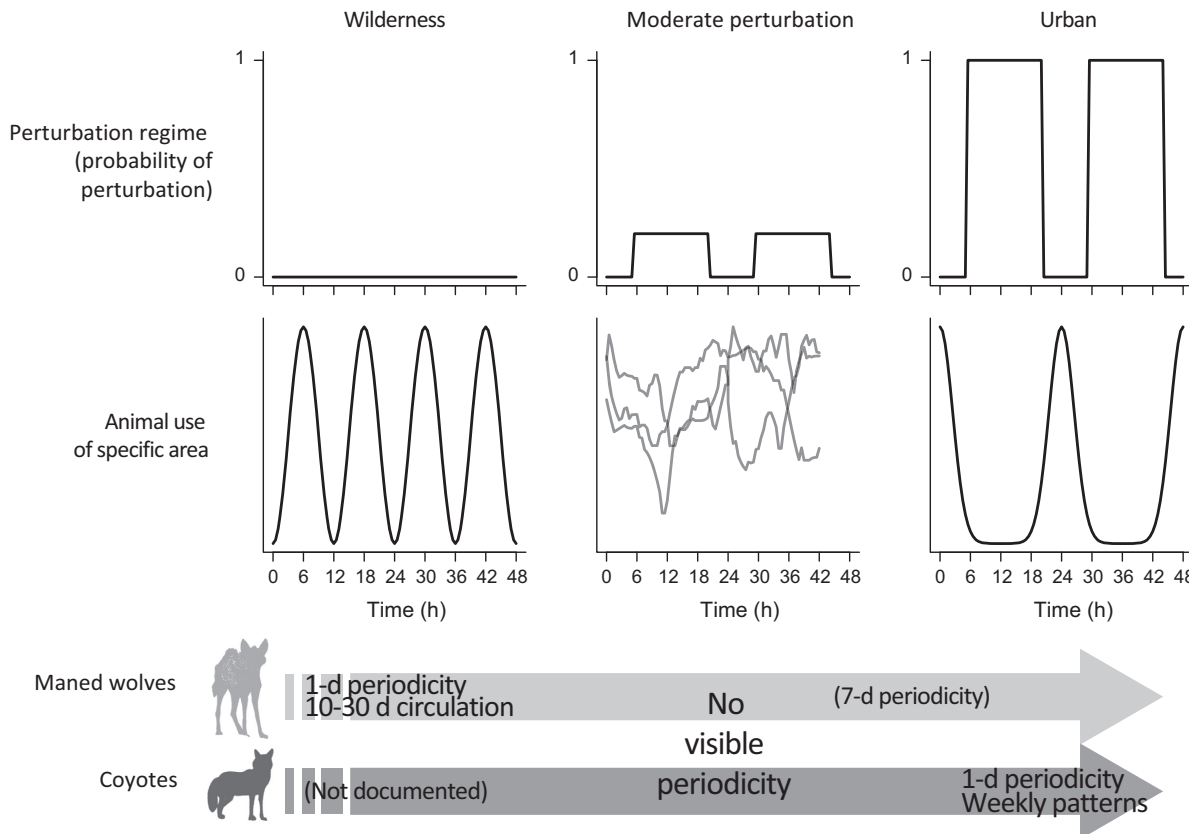 Wilderness
Moderate perturbation
Urban
Perturbation regime
(probability of
perturbation)
1
0
1
0
1
0
Animal use
of specific area
0 6 12 18 24 30 36 42 48
Time (h)
0 6 12 18 24 30 36 42 48
Time (h)
0 6 12 18 24 30 36 42 48
Time (h)
Maned wolves
1-d periodicity
10-30 d circulation
No
visible
periodicity
(7-d periodicity)
Coyotes
(Not documented)
1-d periodicity
Weekly patterns